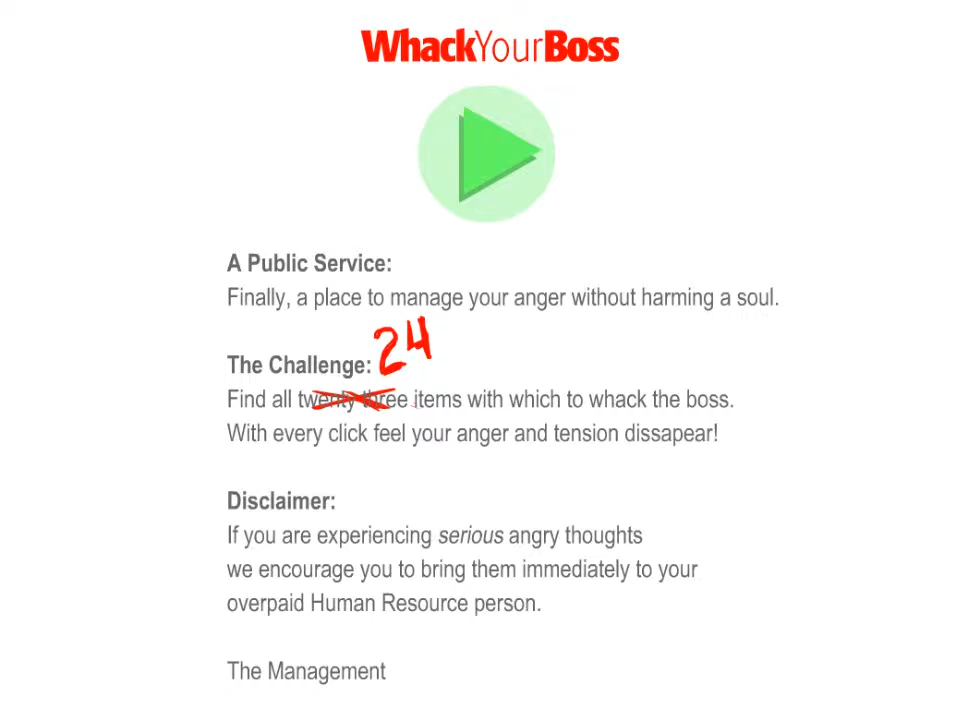 WhackYourBoss
A Public Service:
Finally, a place to manage your anger without harming a soul.
The Challenge:
24
Find all twenty three items with which to whack the boss.
With every click feel your anger and tension dissapear!
Disclaimer:
If you are experiencing serious angry thoughts
we encourage you to bring them immediately to your
overpaid Human Resource person.
The Management